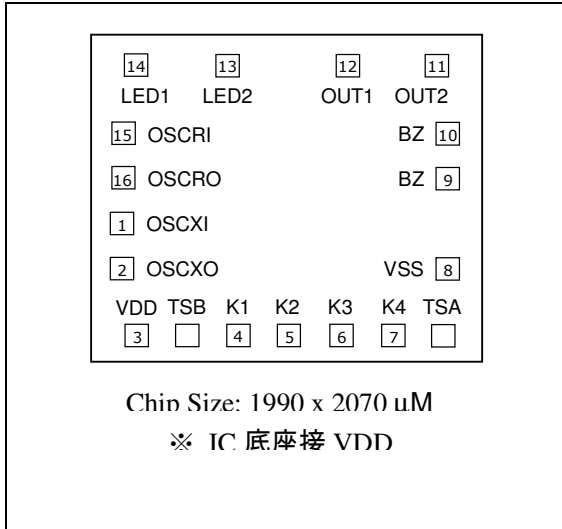 14 13 12 11
LED1 LED2 OUT1 OUT2
15 OSCRI BZ 10
16 OSCRO BZ 9
1 OSCXI
2 OSCXO VSS 8
VDD TSB K1 K2 K3 K4 TSA
3 4 5 6 7
Chip Size: 1990 x 2070 uM
※ IC 底座接 VDD